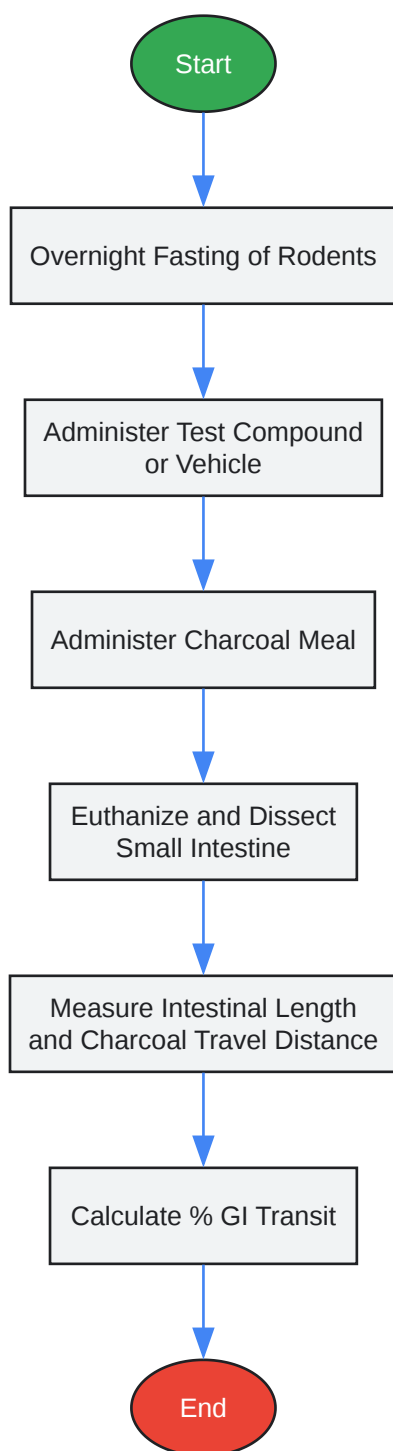 Start
Overnight Fasting of Rodents
Administer Test Compound
or Vehicle
Administer Charcoal Meal
Euthanize and Dissect
Small Intestine
Measure Intestinal Length
and Charcoal Travel Distance
Calculate % GI Transit
End